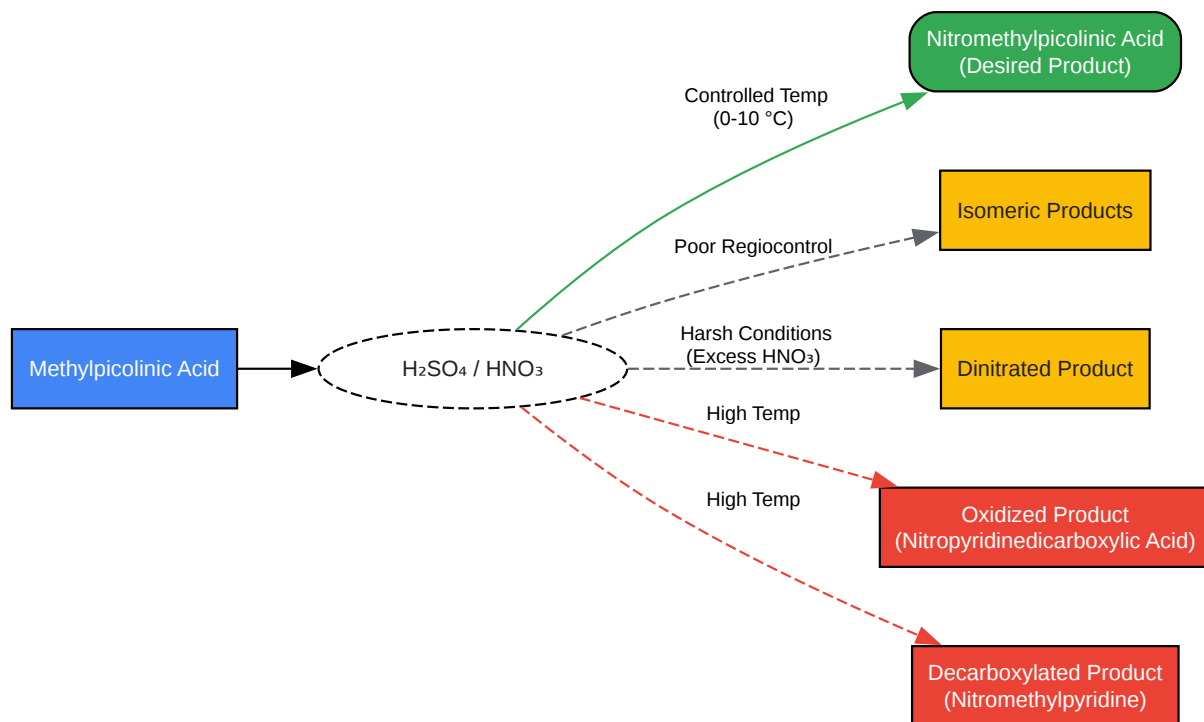 Nitromethylpicolinic Acid
(Desired Product)
Controlled Temp
(0-10 °C)
Isomeric Products
Poor Regiocontrol
Methylpicolinic Acid
H₂SO₄ / HNO₃
Harsh Conditions
(Excess HNO₃)
Dinitrated Product
High Temp
Oxidized Product
(Nitropyridinedicarboxylic Acid)
High Temp
Decarboxylated Product
(Nitromethylpyridine)